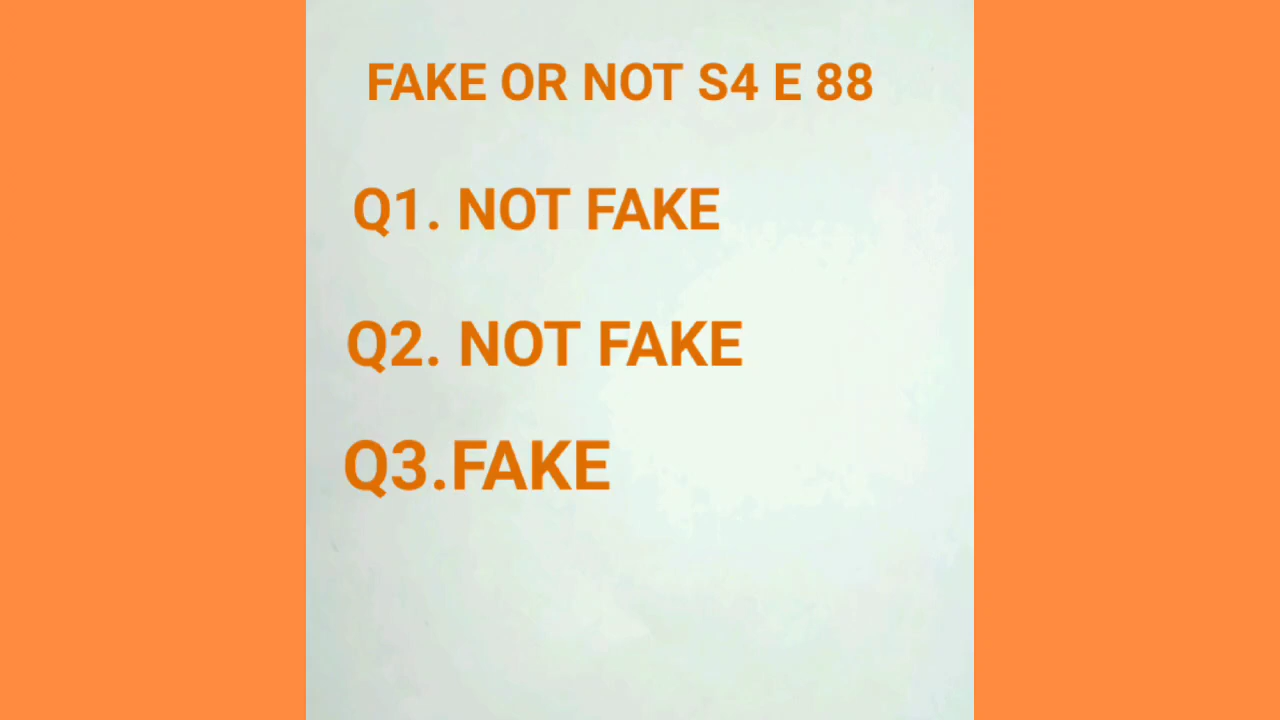 FAKE OR NOT S4 E 88
Q1. NOT FAKE
Q2. NOT FAKE
Q3.FAKE